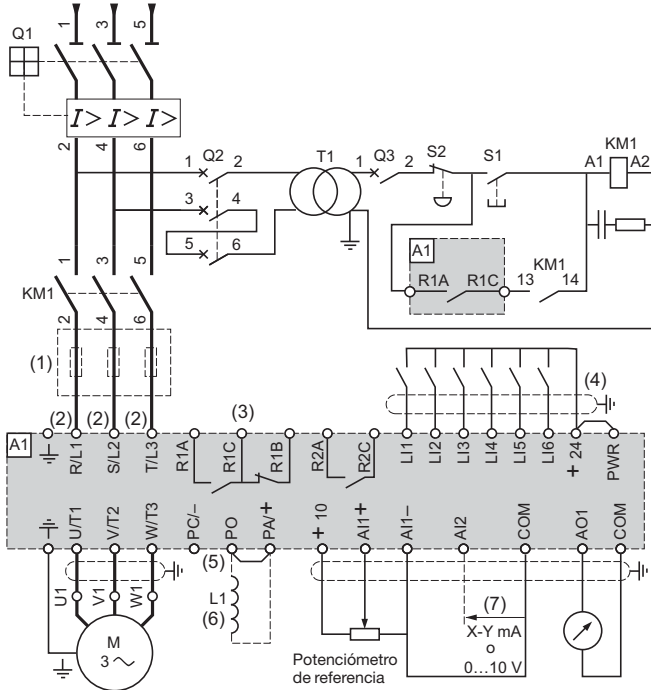 Q1
1 3 5
I> I> I>
2 4 6
1 Q2 2
3 4
5 6
T1
1 Q3 2
S2
S1
KM1
A1 A2
1 3 5
KM1
2 4 6
A1
R1A R1C
13 KM1 14
(1)
(2) (2) (2)
(3)
(4)
A1
R/L1 S/L2 T/L3 R1A R1C R1B R2A R2C LI1 LI2 LI3 LI4 LI5 LI6 +24 PWR
U/T1 V/T2 W/T3 PC/– PO PA/+ +10 AI1+ AI1– AI2 COM AO1 COM
(5)
U1 V1 W1
L1
(6)
(7)
X-Y mA
o
0...10 V
M
3 ~
Potenciómetro
de referencia